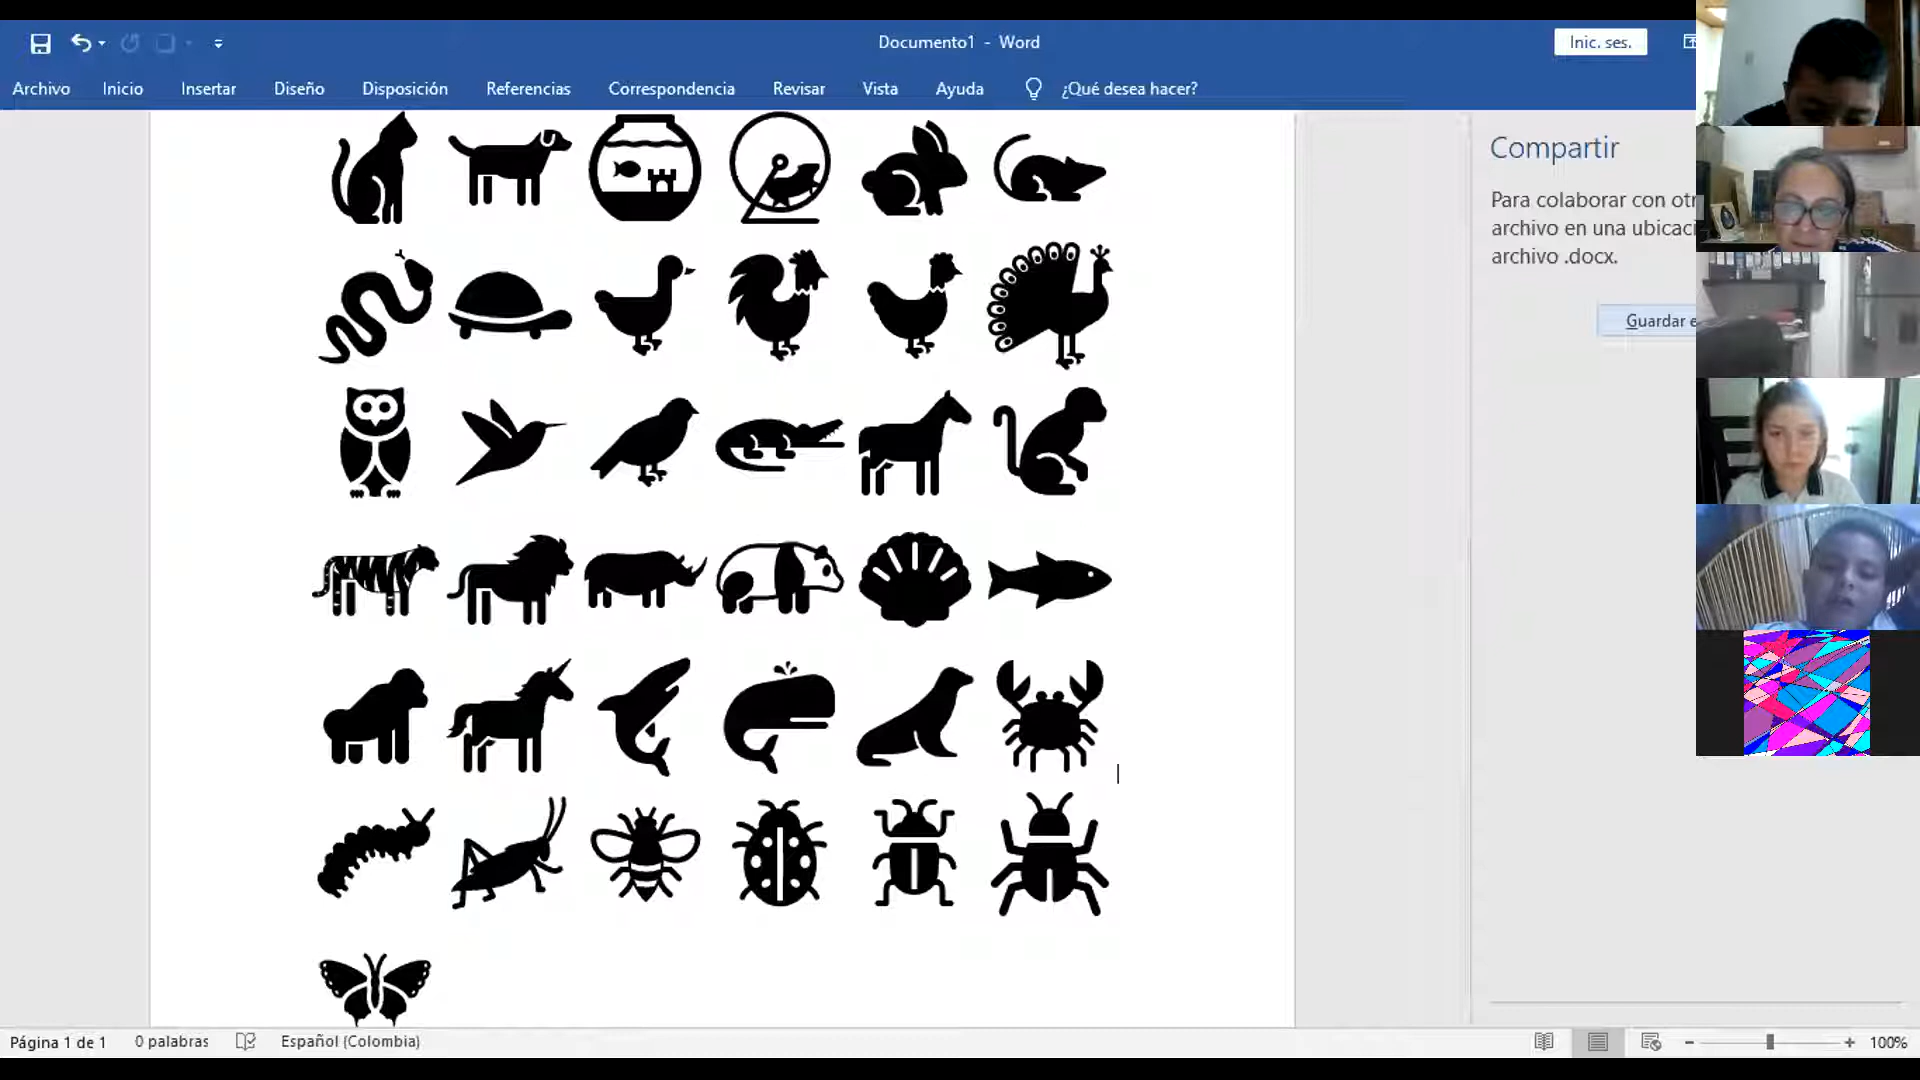 Documento1 - Word
Inic. ses.
Archivo Inicio Insertar Diseño Disposición Referencias Correspondencia Revisar Vista Ayuda ¿Qué desea hacer?
Compartir
Para colaborar con otr
archivo en una ubicaci
archivo .docx.
Guardar e
Página 1 de 1 0 palabras Español (Colombia) 100%